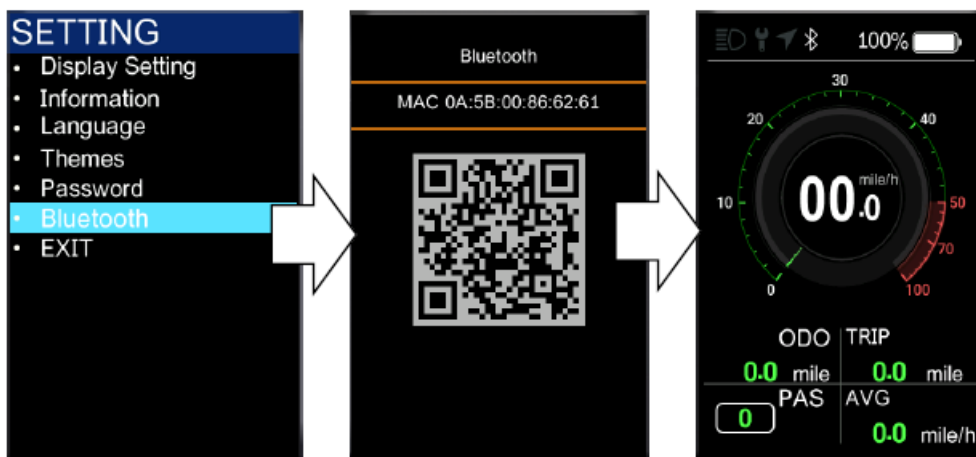 SETTING
• Display Setting
• Information
• Language
• Themes
• Password
• Bluetooth
• EXIT
Bluetooth
MAC 0A:5B:00:86:62:61
100%
30
20 40
mile/h
10 00.0 50
70
0 100
ODO TRIP
0.0 mile 0.0 mile
PAS AVG
0 0.0 mile/h